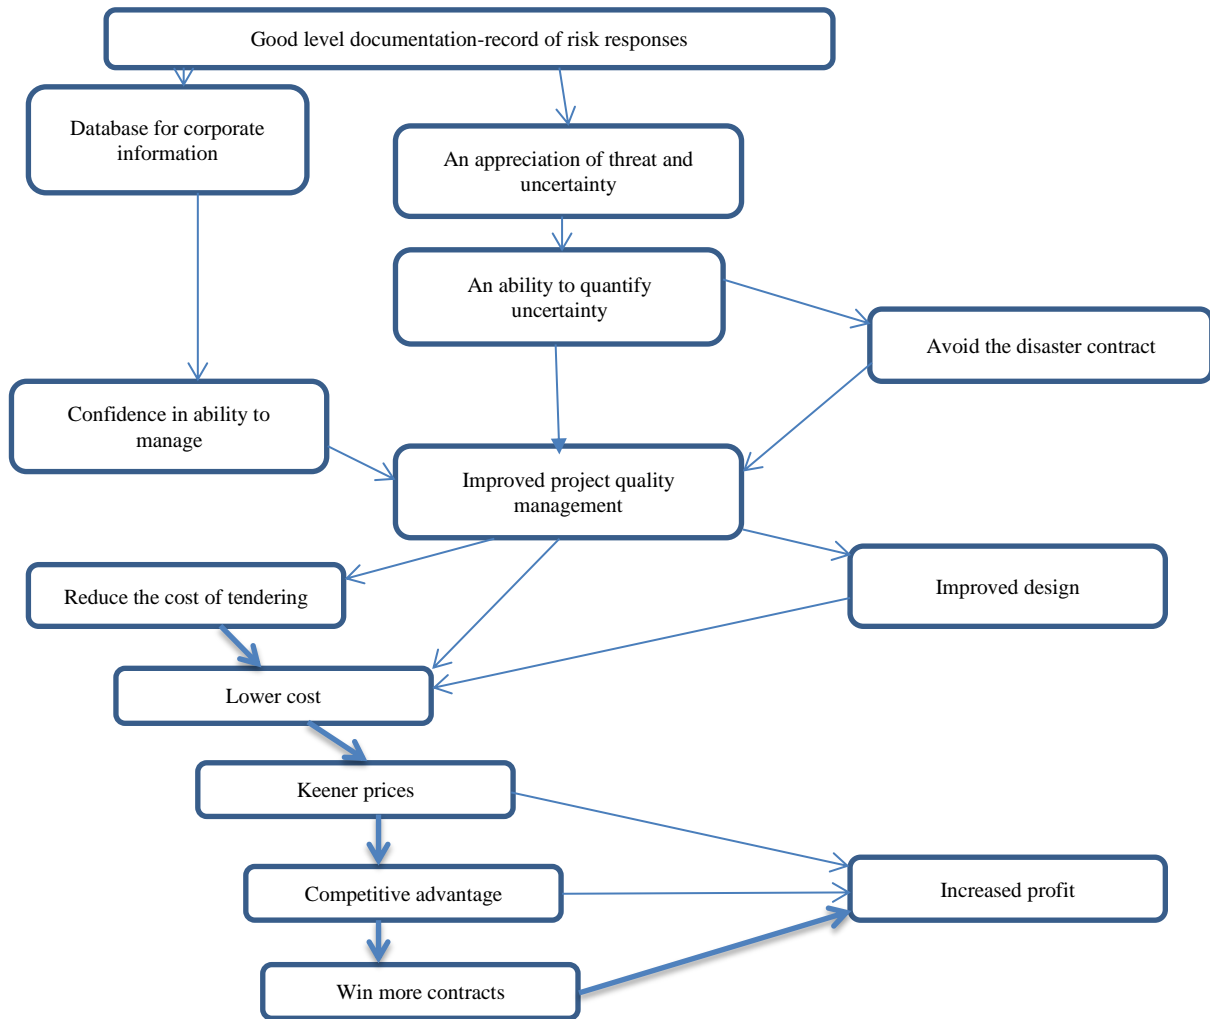 Good level documentation-record of risk responses
Database for corporate
information
An appreciation of threat and
uncertainty
An ability to quantify
uncertainty
Avoid the disaster contract
Confidence in ability to
manage
Improved project quality
management
Improved design
Reduce the cost of tendering
Lower cost
Keener prices
Competitive advantage
Increased profit
Win more contracts